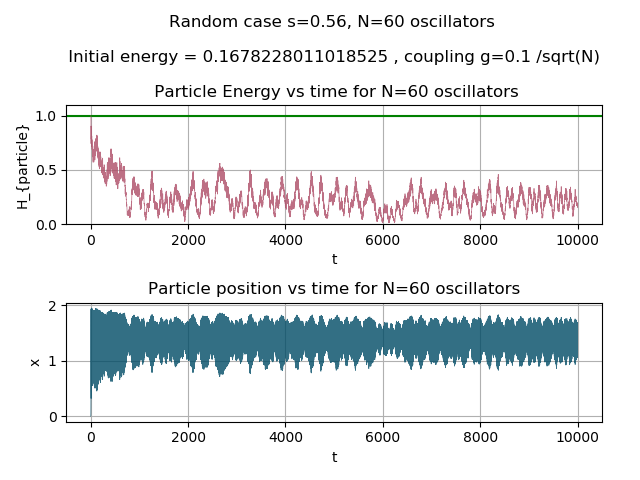 Random case s=0.56, N=60 oscillators
Initial energy = 0.1678228011018525 , coupling g=0.1 /sqrt(N)
Particle Energy vs time for N=60 oscillators
H_{particle}
1.0
0.5
0.0
0 2000 4000 6000 8000 10000
t
Particle position vs time for N=60 oscillators
x
2
1
0
0 2000 4000 6000 8000 10000
t